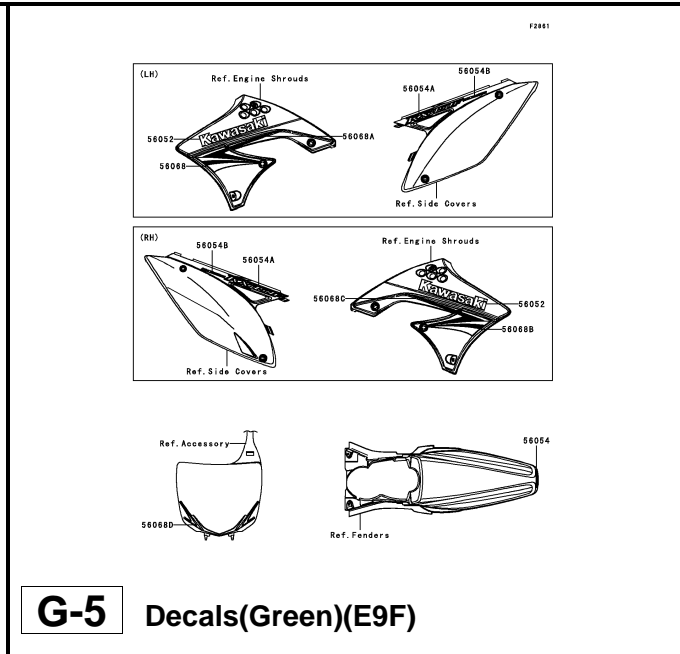 F2861
(LH)
Ref.Engine Shrouds
56054B
56054A
56052
Kawasaki
56068A
56068
Ref.Side Covers
(RH)
56054B
56054A
Ref.Engine Shrouds
56068C
Kawasaki
56052
56068B
Ref.Side Covers
Ref.Accessory
56054
56068D
Ref.Fenders
G-5 Decals(Green)(E9F)